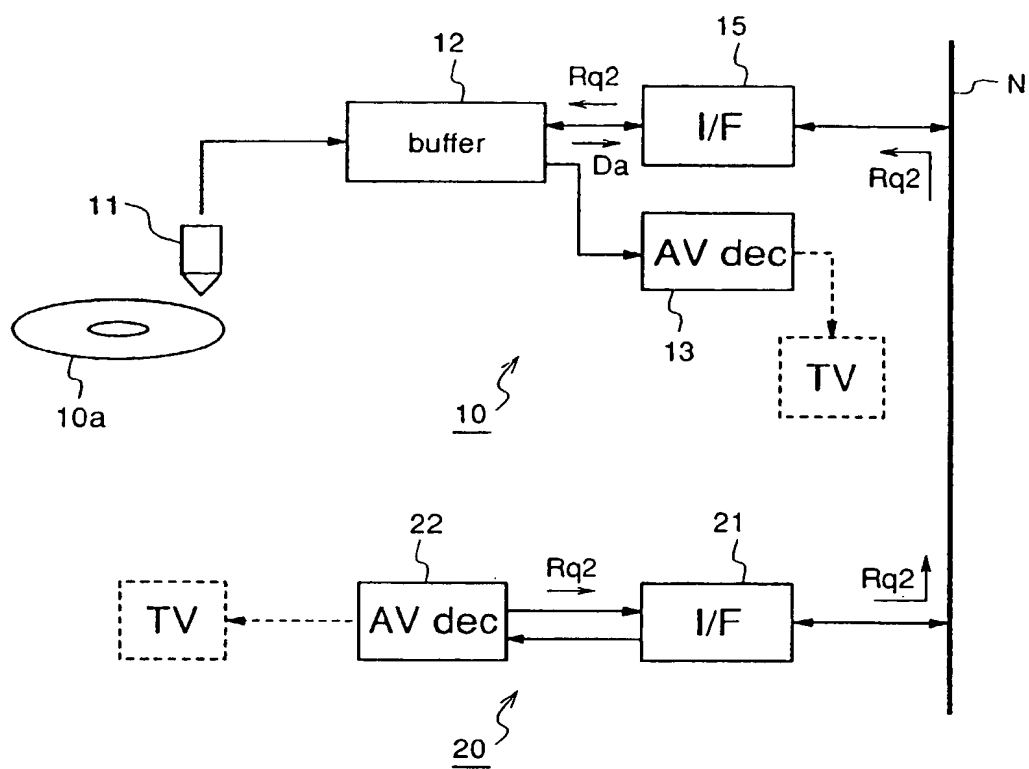 12
15
Rq2
N
buffer
I/F
Da
Rq2
11
AV dec
13
TV
10a
10
22
21
Rq2
Rq2
TV
AV dec
I/F
20